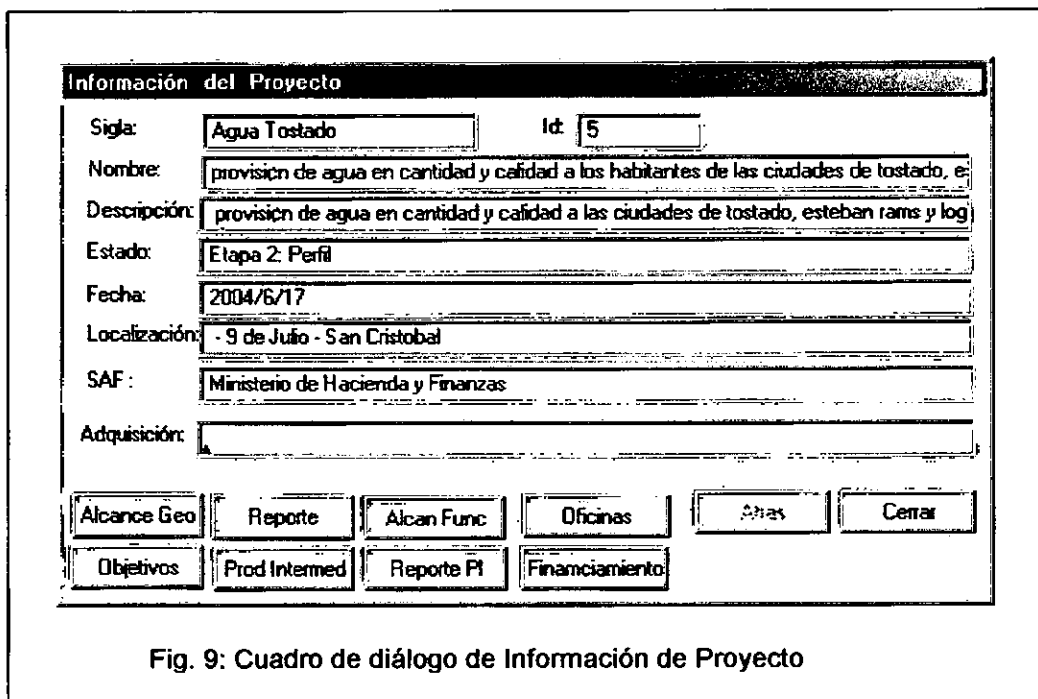 Información del Proyecto
Sigla: Agua Tostado Id: 5
Nombre: provisión de agua en cantidad y calidad a los habitantes de las ciudades de tostado, e
Descripción: provisión de agua en cantidad y calidad a las ciudades de tostado, esteban rams y log
Estado: Etapa 2: Perfil
Fecha: 2004/6/17
Localización: - 9 de Julio - San Cristobal
SAF : Ministerio de Hacienda y Finanzas
Adquisición:
Alcance Geo Reporte Alcan Func Oficinas Atras Cerrar
Objetivos Prod Intermed Reporte PI Financiamiento
Fig. 9: Cuadro de diálogo de Información de Proyecto